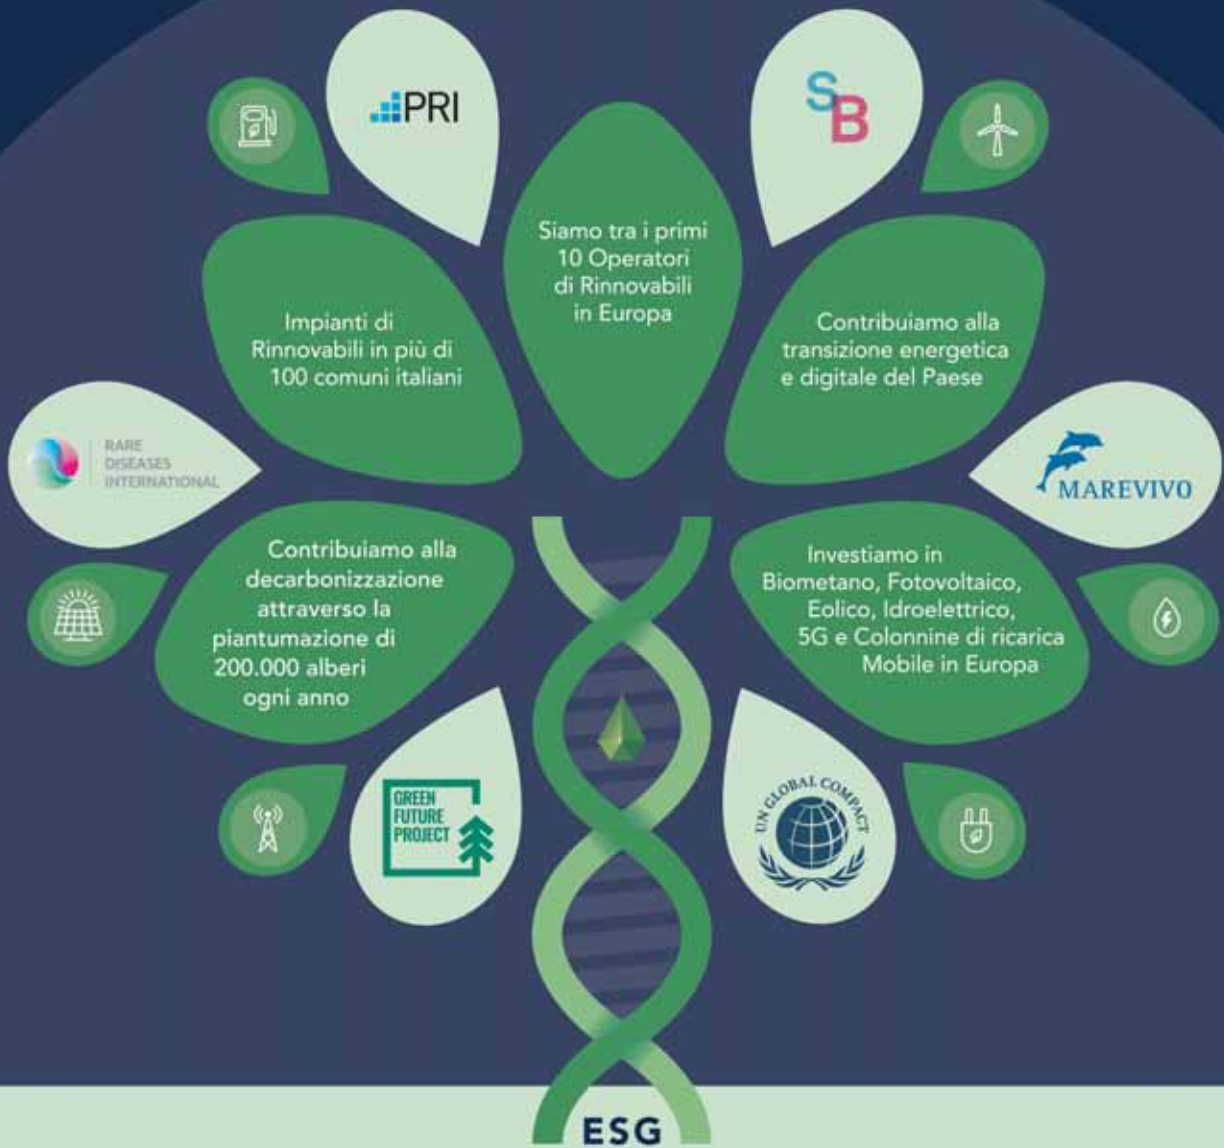 PRI
S
B
Siamo tra i primi
10 Operatori
di Rinnovabili
in Europa
Impianti di
Rinnovabili in più di
100 comuni italiani
Contribuiamo alla
transizione energetica
e digitale del Paese
RARE
DISEASES
INTERNATIONAL
MAREVIVO
Contribuiamo alla
decarbonizzazione
attraverso la
piantumazione di
200.000 alberi
ogni anno
Investiamo in
Biometano, Fotovoltaico,
Eolico, Idroelettrico,
5G e Colonnine di ricarica
Mobile in Europa
GREEN
FUTURE
PROJECT
UN GLOBAL COMPACT
ESG